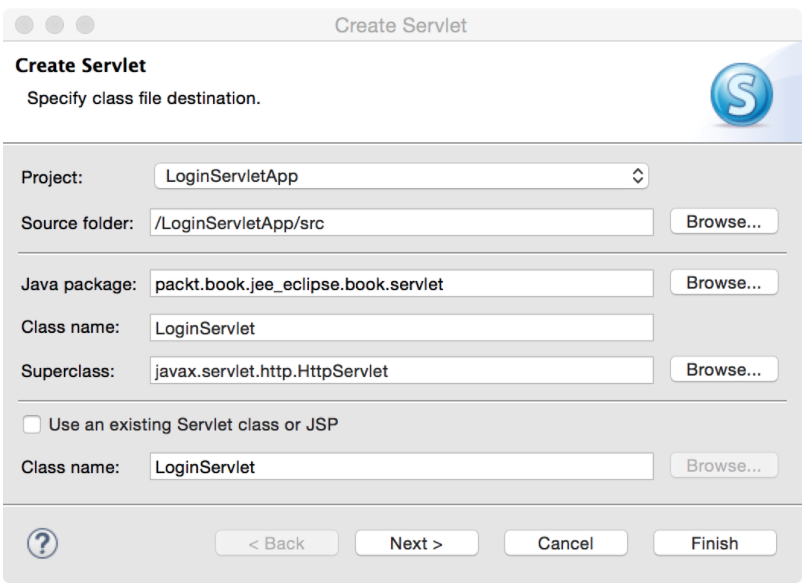 Create Servlet
Create Servlet
Specify class file destination.
S
Project: LoginServletApp
Source folder: /LoginServletApp/src Browse...
Java package: packt.book.jee_eclipse.book.servlet Browse...
Class name: LoginServlet
Superclass: javax.servlet.http.HttpServlet Browse...
Use an existing Servlet class or JSP
Class name: LoginServlet Browse...
? < Back Next > Cancel Finish